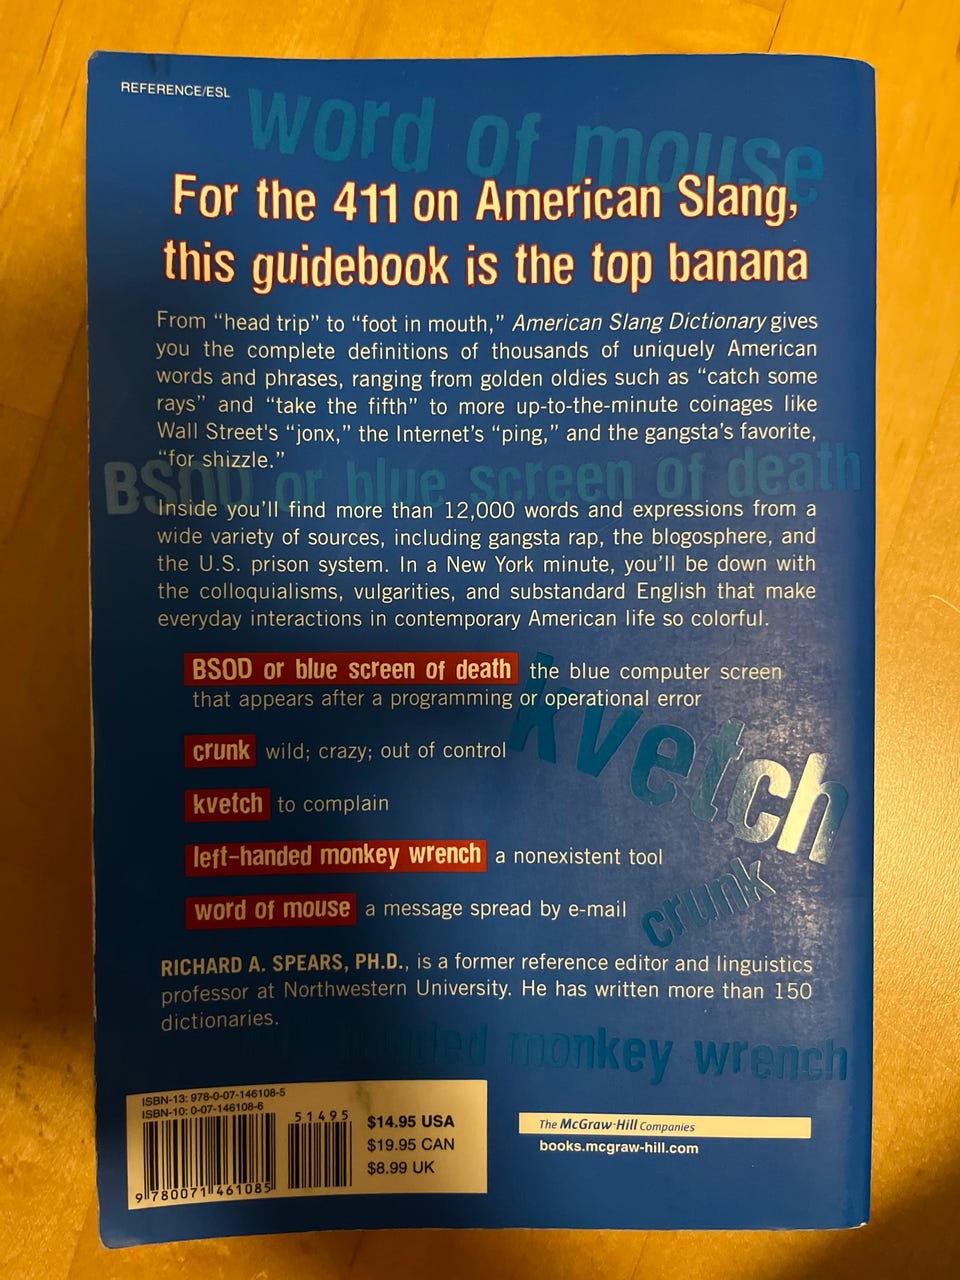 REFERENCE/ESL
word of mouse
For the 411 on American Slang,
this guidebook is the top banana
From “head trip” to “foot in mouth,” American Slang Dictionary gives
you the complete definitions of thousands of uniquely American
words and phrases, ranging from golden oldies such as “catch some
rays” and “take the fifth” to more up-to-the-minute coinages like
Wall Street's “jonx,” the Internet’s “ping,” and the gangsta’s favorite,
“for shizzle.”
BSOD or blue screen of death
Inside you’ll find more than 12,000 words and expressions from a
wide variety of sources, including gangsta rap, the blogosphere, and
the U.S. prison system. In a New York minute, you’ll be down with
the colloquialisms, vulgarities, and substandard English that make
everyday interactions in contemporary American life so colorful.
BSOD or blue screen of death the blue computer screen
that appears after a programming or operational error
kvetch
crunk wild; crazy; out of control
kvetch to complain
left-handed monkey wrench a nonexistent tool
crunk
word of mouse a message spread by e-mail
RICHARD A. SPEARS, PH.D., is a former reference editor and linguistics
professor at Northwestern University. He has written more than 150
dictionaries.
handed monkey wrench
ISBN-13: 978-0-07-146108-5
ISBN-10: 0-07-146108-6
51495
$14.95 USA
$19.95 CAN
$8.99 UK
9 780071 461085
The McGraw-Hill Companies
books.mcgraw-hill.com